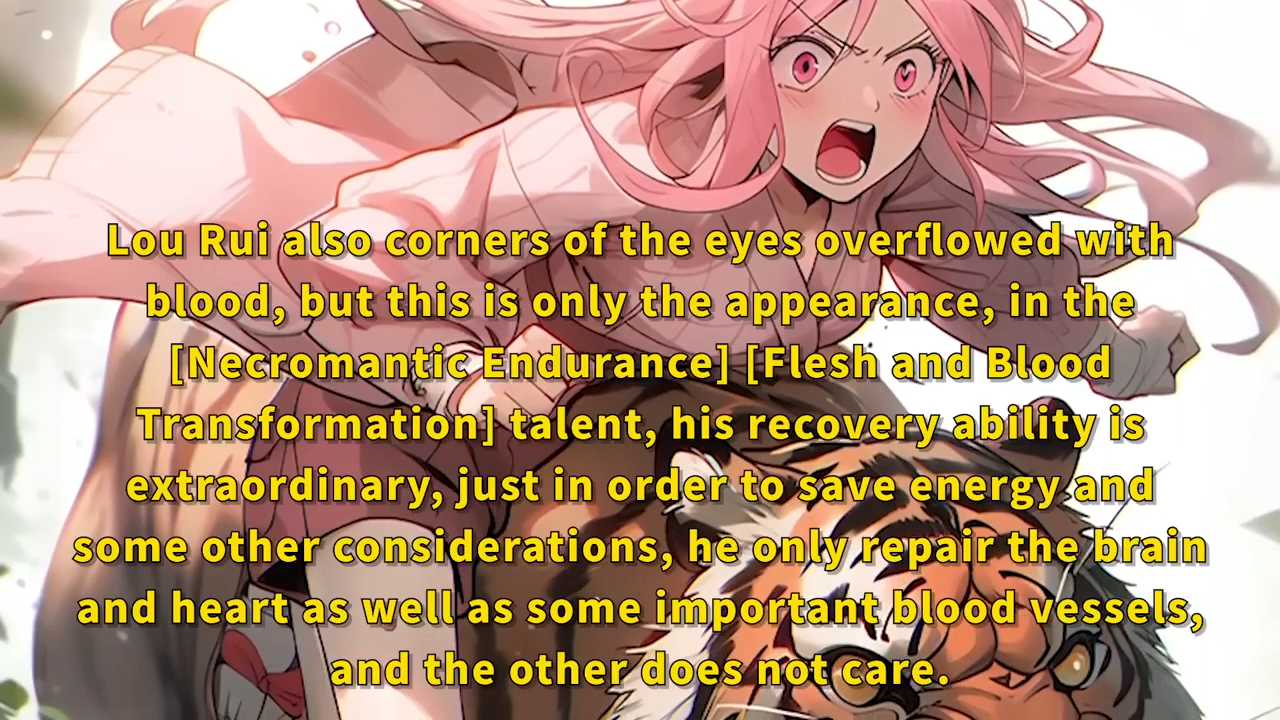 Lou Rui also corners of the eyes overflowed with
blood, but this is only the appearance, in the
[Necromantic Endurance] [Flesh and Blood
Transformation] talent, his recovery ability is
extraordinary, just in order to save energy and
some other considerations, he only repair the brain
and heart as well as some important blood vessels,
and the other does not care.